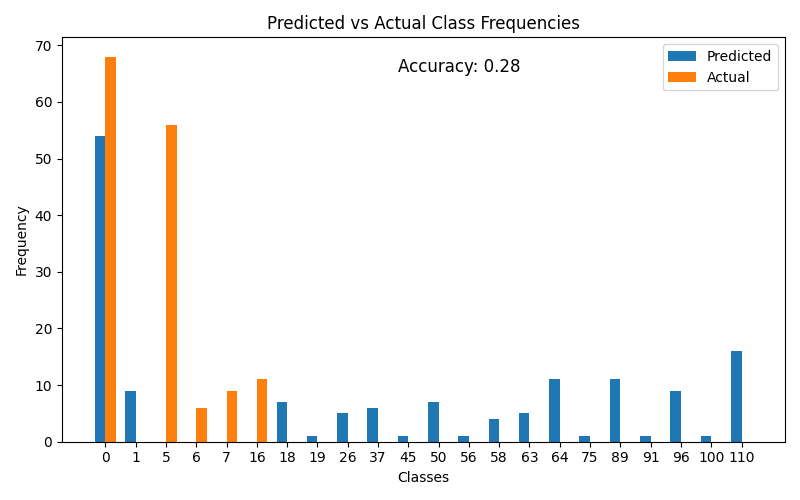 Predicted vs Actual Class Frequencies
Accuracy: 0.28
Predicted
Actual
70
60
50
40
30
20
10
0
Frequency
0 1 5 6 7 16 18 19 26 37 45 50 56 58 63 64 75 89 91 96 100 110
Classes